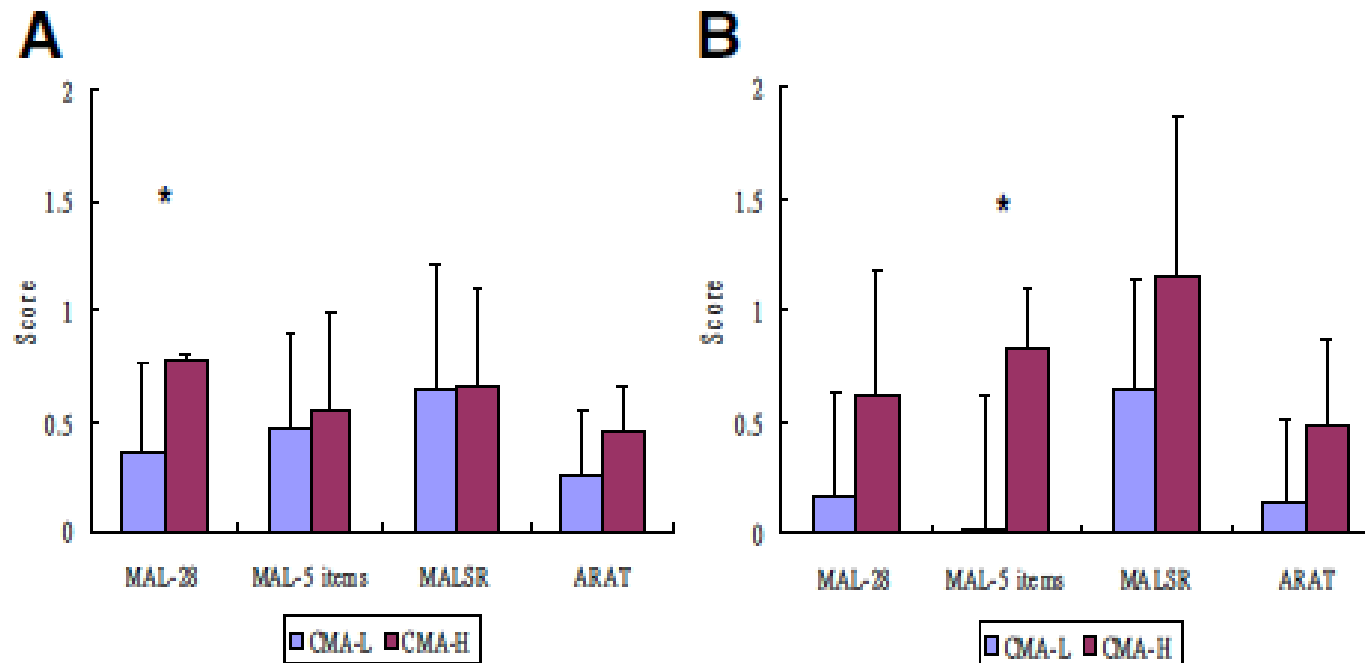 A
2
1.5
*
1
0.5
0
Score
MAL-28 MAL-5 items MALSR ARAT
CMA-L CMA-H
B
2
1.5
*
1
0.5
0
Score
MAL-28 MAL-5 items MALSR ARAT
CMA-L CMA-H